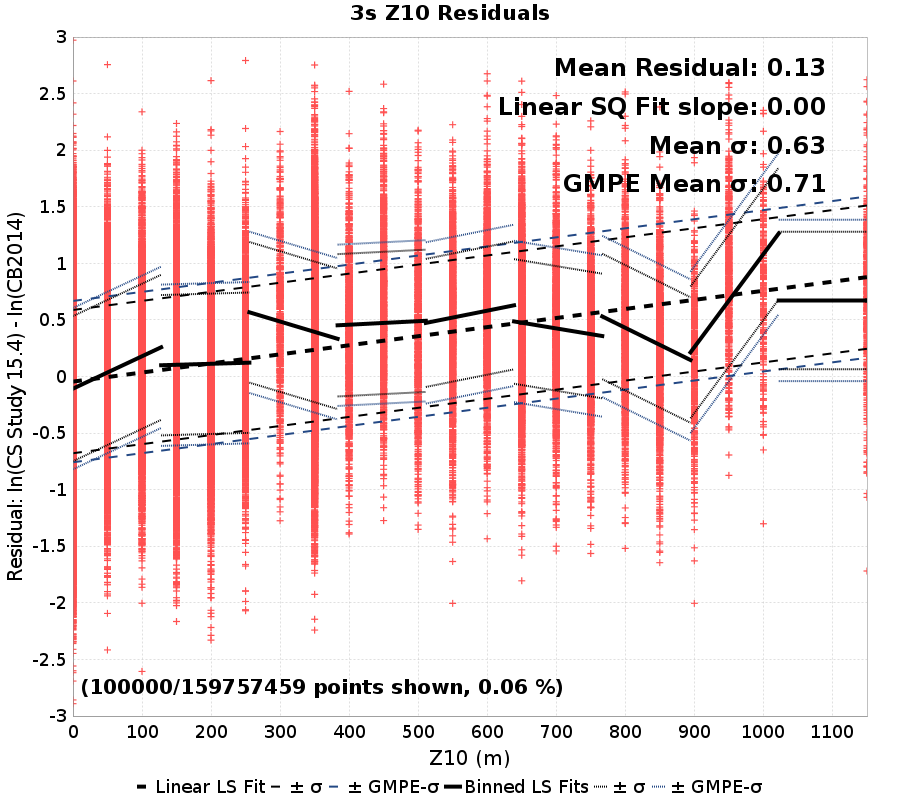 3s Z10 Residuals
Mean Residual: 0.13
Linear SQ Fit slope: 0.00
Mean σ: 0.63
GMPE Mean σ: 0.71
Residual: ln(CS Study 15.4) - ln(CB2014)
3
2.5
2
1.5
1
0.5
0
-0.5
-1
-1.5
-2
-2.5
-3
(100000/159757459 points shown, 0.06 %)
0 100 200 300 400 500 600 700 800 900 1000 1100
Z10 (m)
Linear LS Fit ± σ ± GMPE-σ Binned LS Fits ± σ ± GMPE-σ